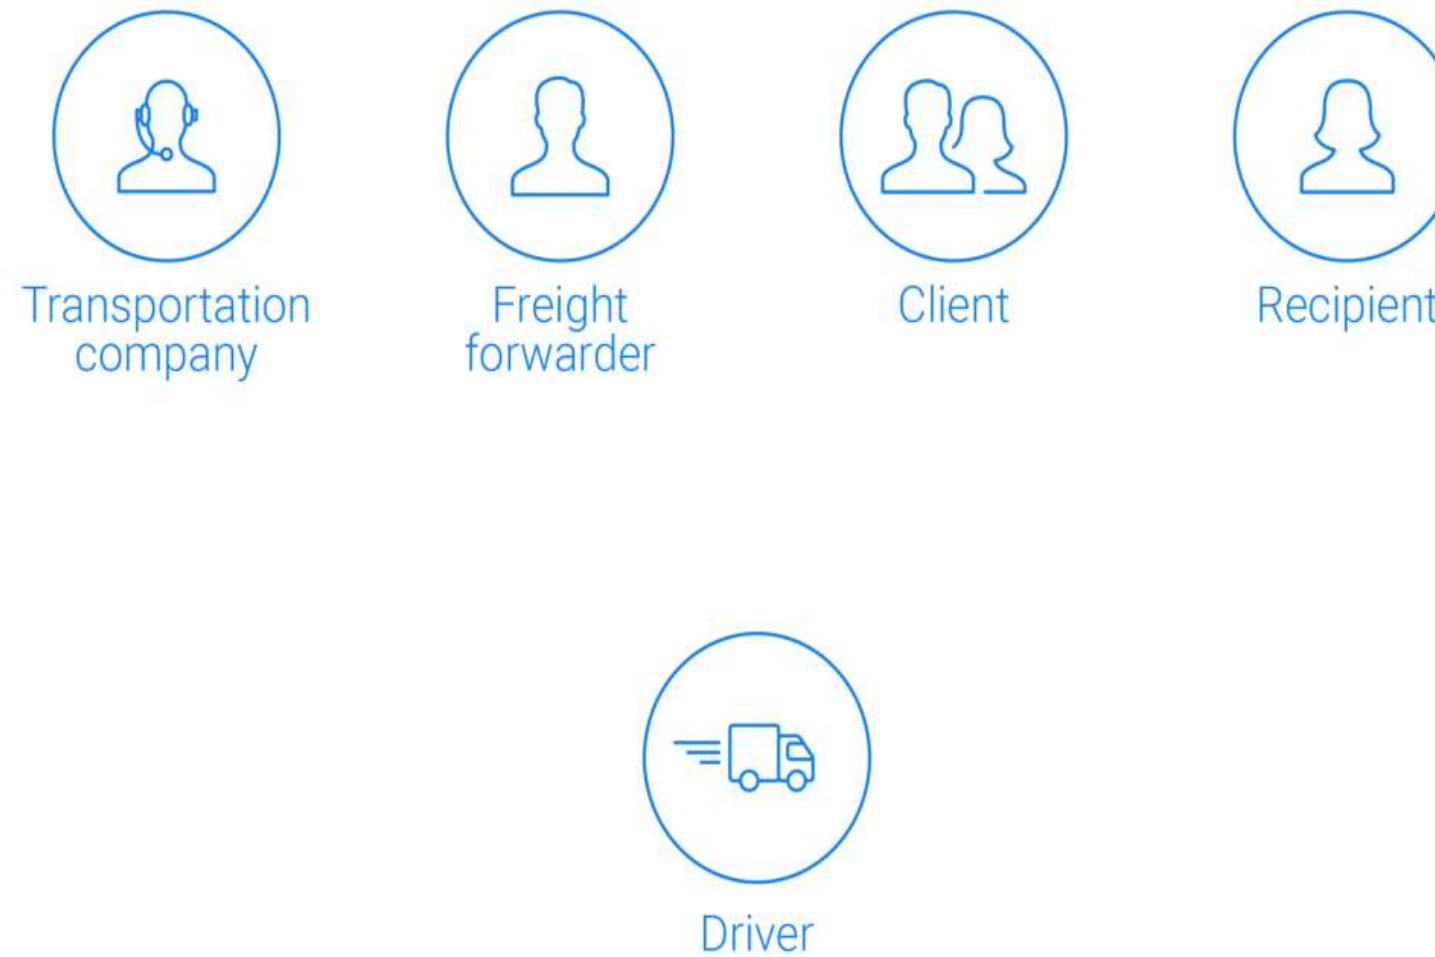 Transportation
company
Freight
forwarder
Client
Recipient
Driver